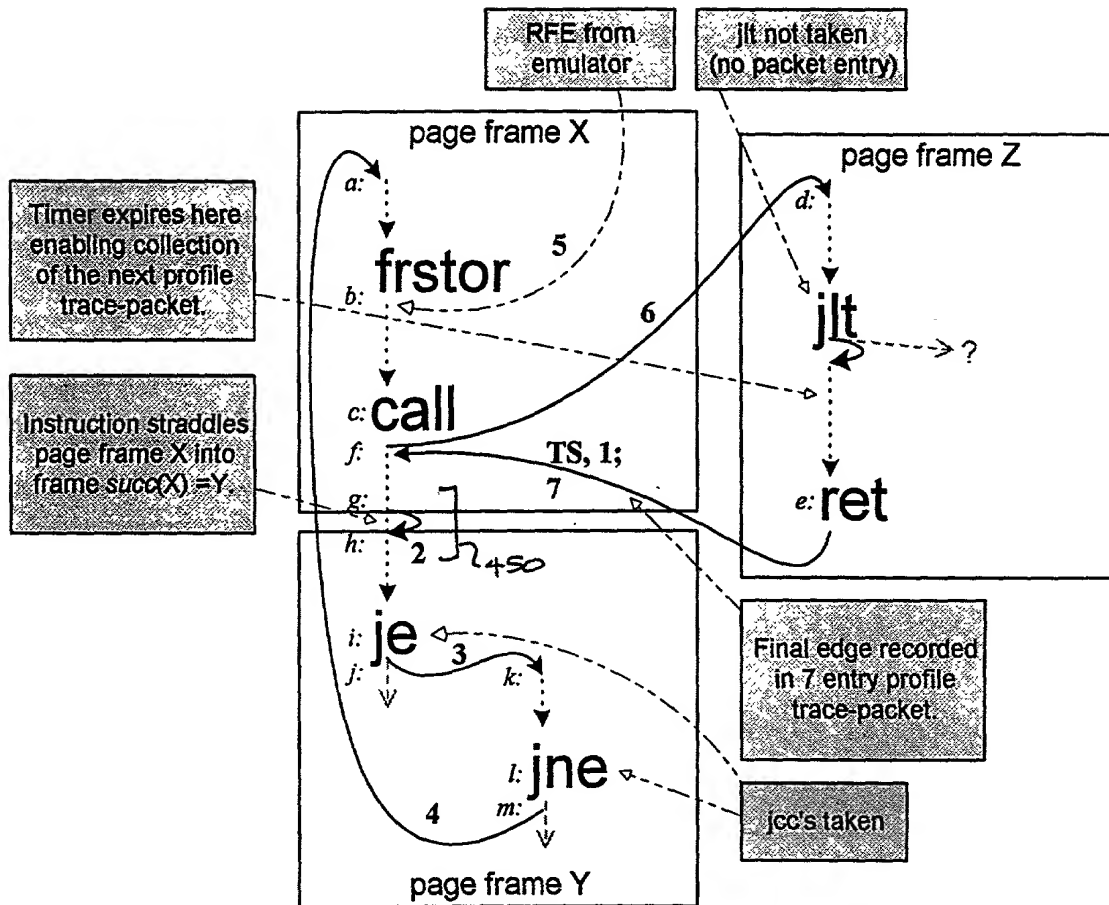 RFE from
emulator
jlt not taken
(no packet entry)
page frame X
page frame Z
a:
d:
Timer expires here
enabling collection
of the next profile
trace-packet.
frstor
5
b:
6
jlt
?
Instruction straddles
page frame X into
frame succ(X) =Y.
c: call
f:
TS, 1;
7
g:
e: ret
h:
2
450
i: je
3
j:
k:
Final edge recorded
in 7 entry profile
trace-packet.
l: jne
4
m:
jcc's taken
page frame Y